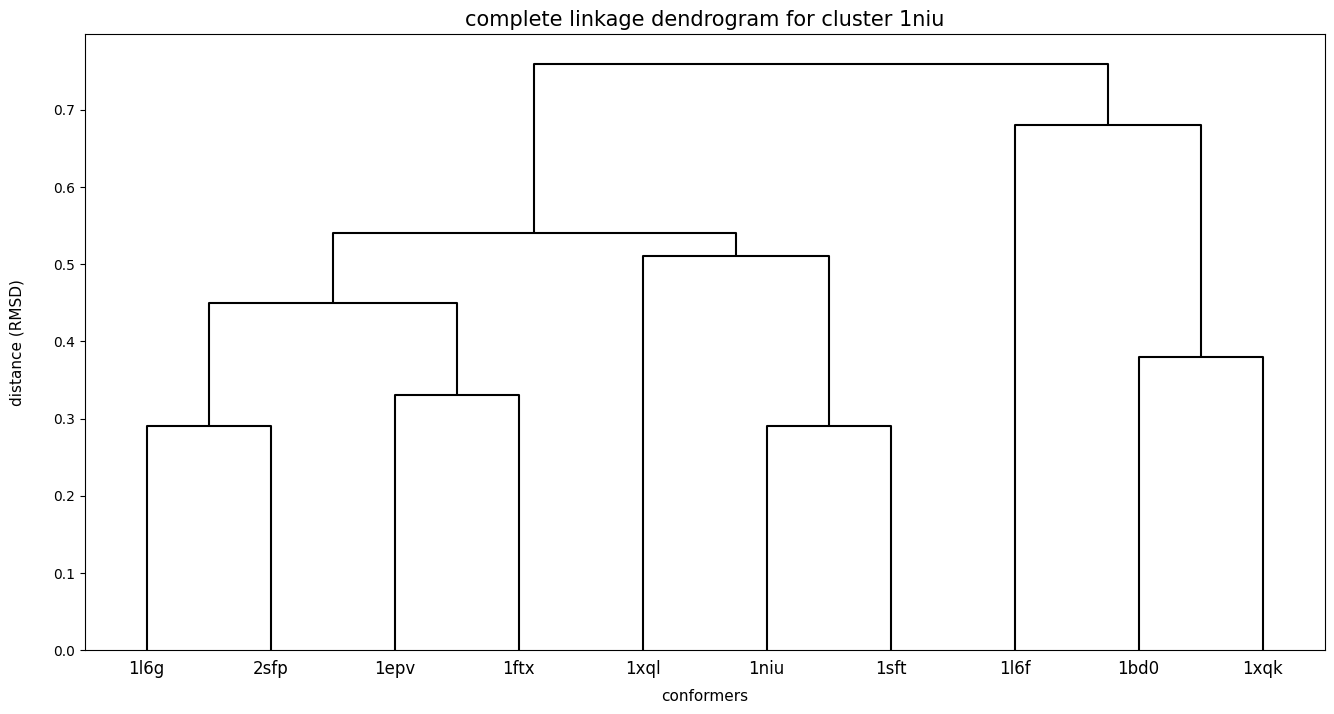 complete linkage dendrogram for cluster 1niu
distance (RMSD)
0.7
0.6
0.5
0.4
0.3
0.2
0.1
0.0
1l6g 2sfp 1epv 1ftx 1xql 1niu 1sft 1l6f 1bd0 1xqk
conformers